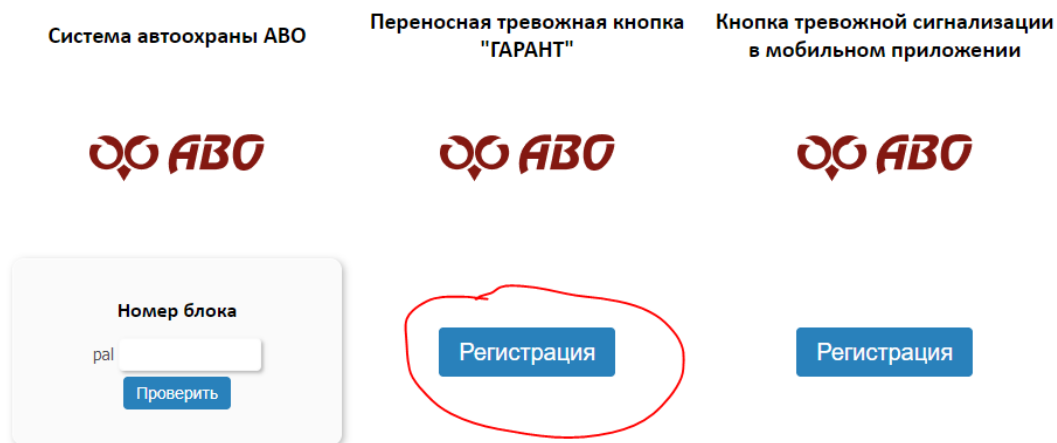 Система автоохраны АВО
Переносная тревожная кнопка
"ГАРАНТ"
Кнопка тревожной сигнализации
в мобильном приложении
АВО
АВО
АВО
Номер блока
pal
Проверить
Регистрация
Регистрация